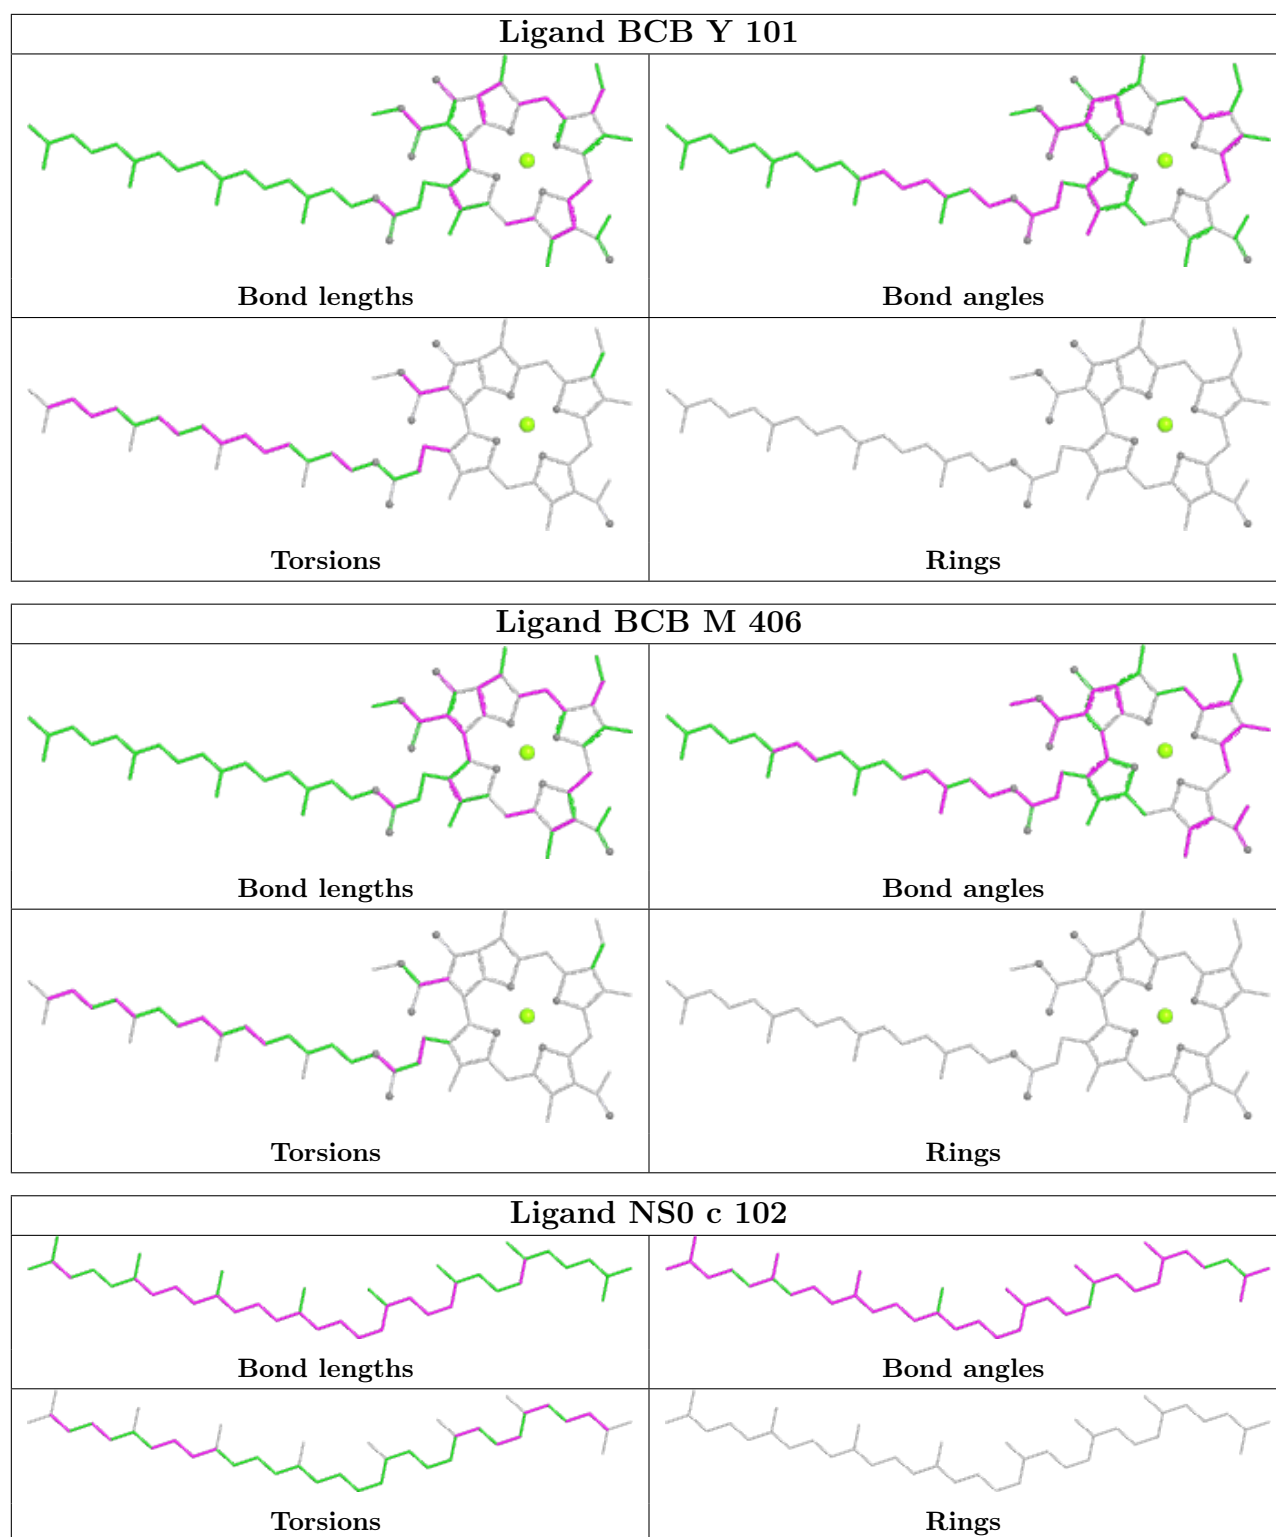 Ligand BCB Y 101
Bond lengths
Bond angles
Torsions
Rings
Ligand BCB M 406
Bond lengths
Bond angles
Torsions
Rings
Ligand NS0 c 102
Bond lengths
Bond angles
Torsions
Rings